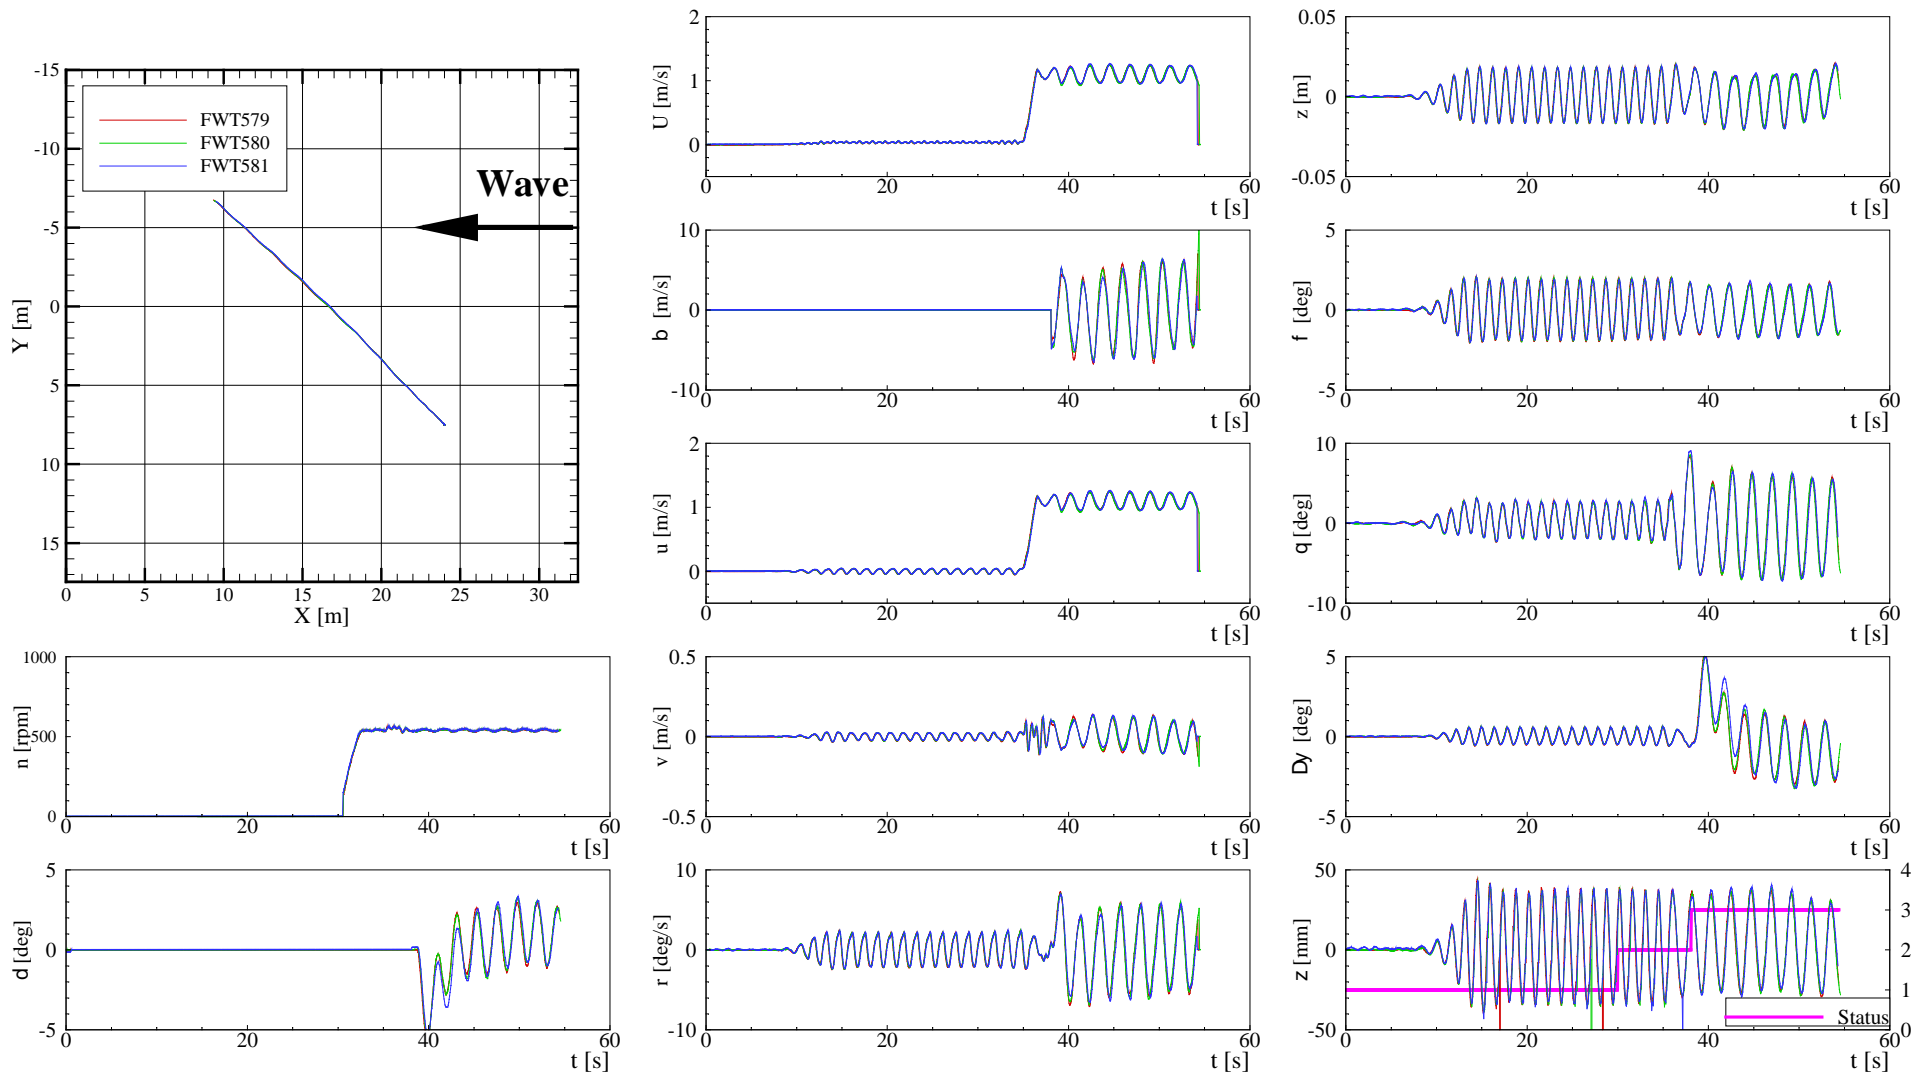 -15
-10
-5
0
5
10
15
Y [m]
0 5 10 15 20 25 30
X [m]
FWT579
FWT580
FWT581
Wave
2
1
0
U [m/s]
0 20 40 60
t [s]
0.05
0
-0.05
z [m]
0 20 40 60
t [s]
10
0
-10
b [m/s]
0 20 40 60
t [s]
5
0
-5
f [deg]
0 20 40 60
t [s]
2
1
0
u [m/s]
0 20 40 60
t [s]
10
0
-10
q [deg]
0 20 40 60
t [s]
1000
500
0
n [rpm]
0 20 40 60
t [s]
0.5
0
-0.5
v [m/s]
0 20 40 60
t [s]
5
0
-5
Dy [deg]
0 20 40 60
t [s]
5
0
-5
d [deg]
0 20 40 60
t [s]
10
0
-10
r [deg/s]
0 20 40 60
t [s]
50
0
-50
z [mm]
4
3
2
1
0
Status
0 20 40 60
t [s]